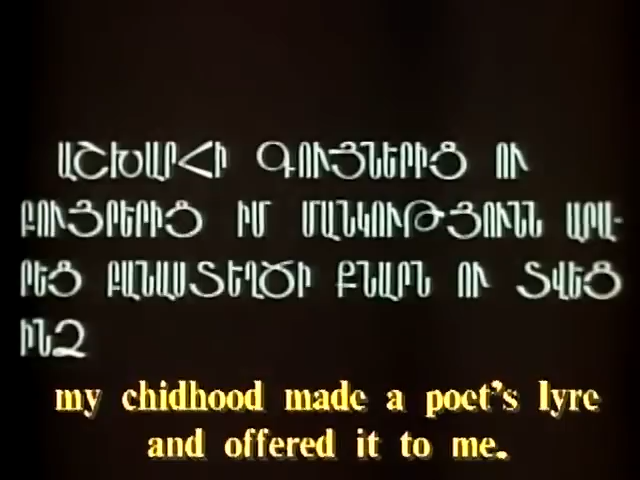 ԱՇԽԱՐՀԻ ԳՈՒՅՆԵՐԻՑ ՈՒ
ԲՈՒՅՐԵՐԻՑ ԻՄ ՄԱՆԿՈՒԹՅՈՒՆՆ ԱՐԱ-
ՐԵՑ ԲԱՆԱՍՏԵՂԾԻ ՔՆԱՐՆ ՈՒ ՏՎԵՑ
ԻՆՁ
my chidhood made a poet's lyre
and offered it to me.